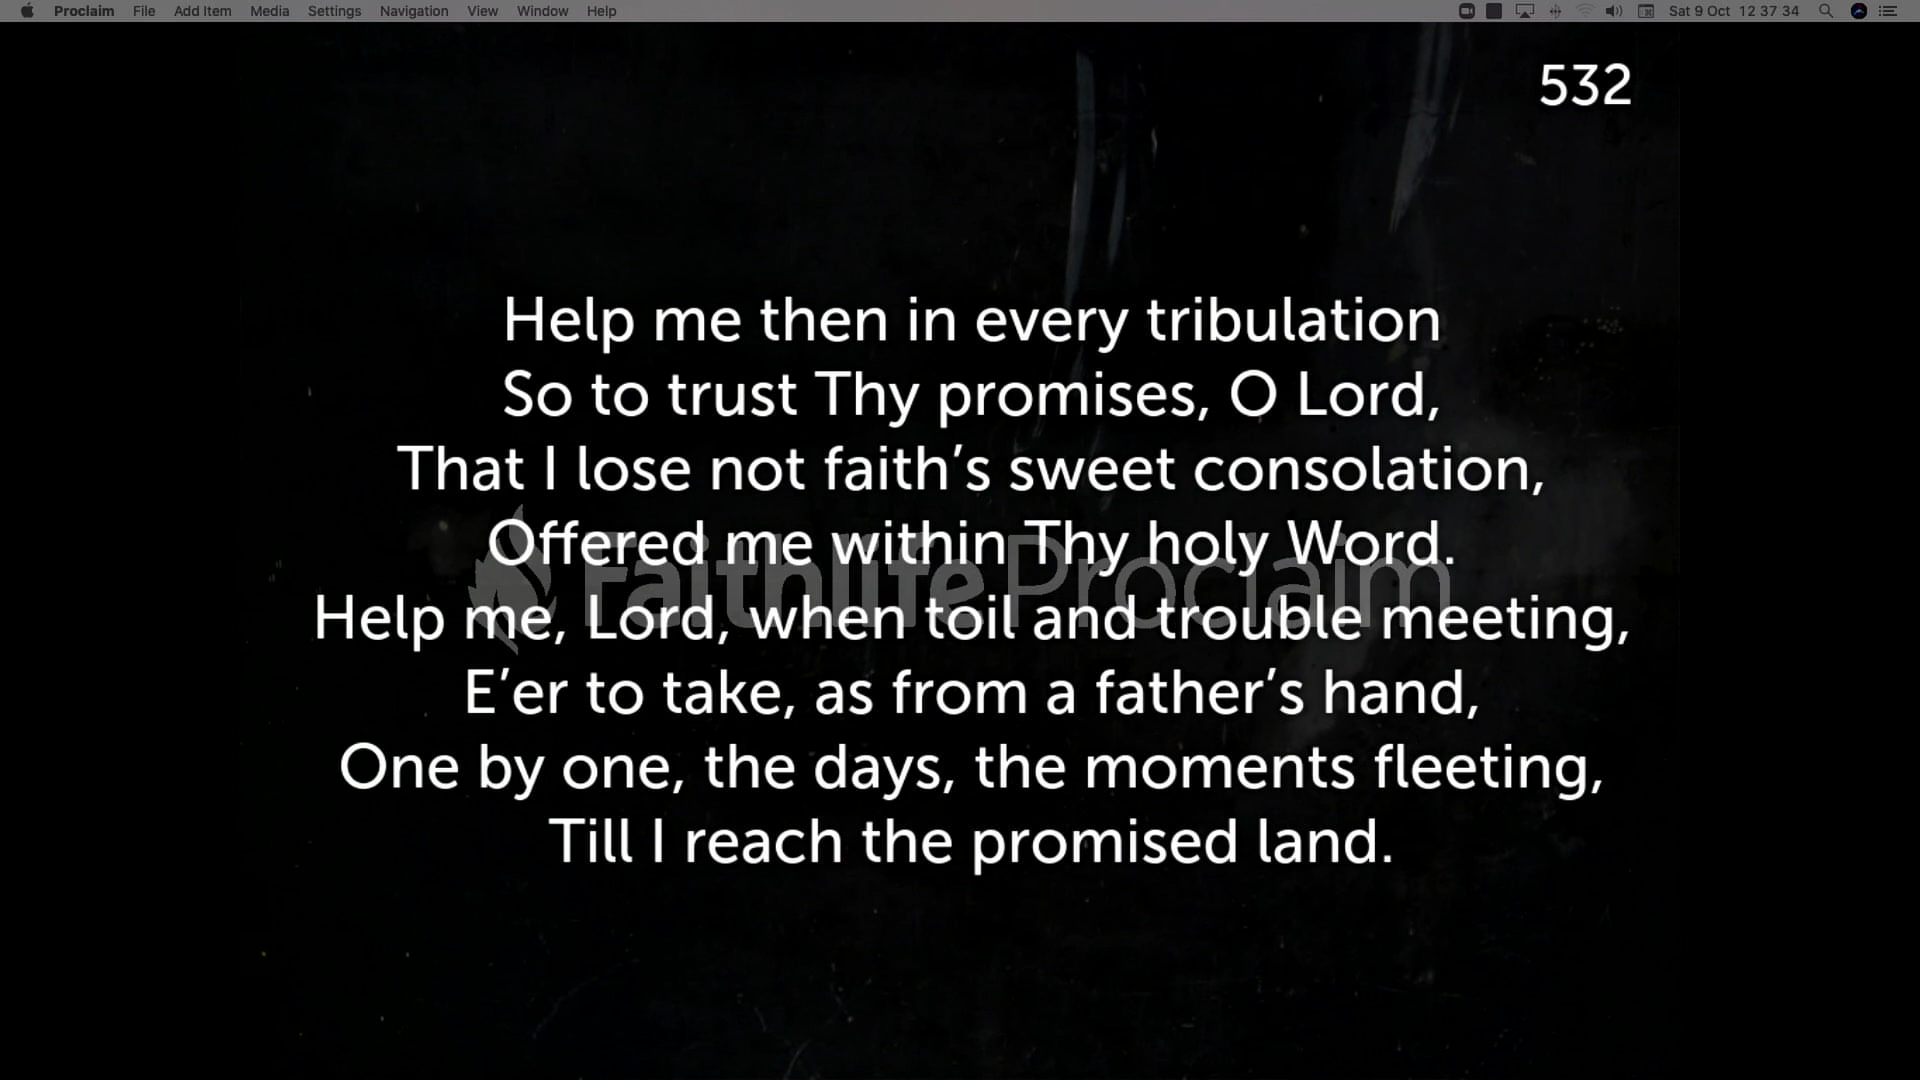 Proclaim File Add Item Media Settings Navigation View Window Help Sat 9 Oct 12 37 34
532
Help me then in every tribulation
So to trust Thy promises, O Lord,
That I lose not faith’s sweet consolation,
Offered me within Thy holy Word.
FaithlifeProclaim
Help me, Lord, when toil and trouble meeting,
E’er to take, as from a father’s hand,
One by one, the days, the moments fleeting,
Till I reach the promised land.